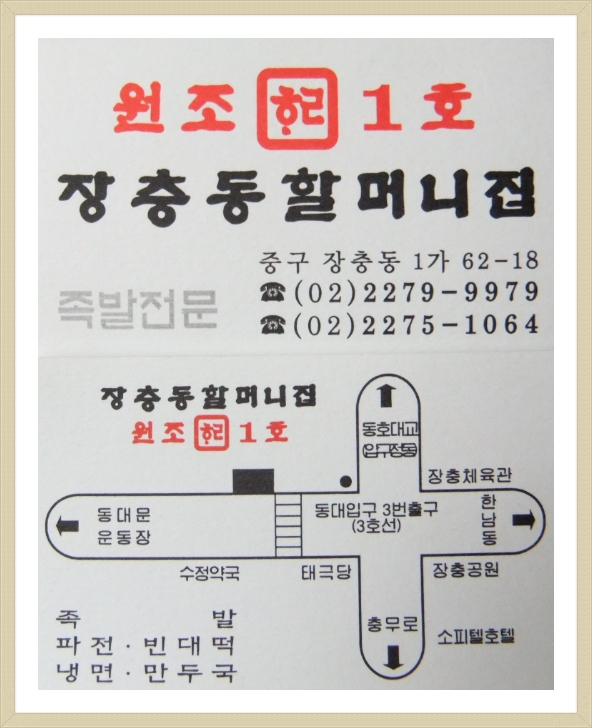 원조 할 1호
장충동할머니집
중구 장충동 1가 62-18
☎(02)2279-9979
족발전문
☎(02)2275-1064
장충동할머니집
원조 할 1호
동호대교
(압구정동)
장충체육관
동대문
운동장
동대입구 3번출구
(3호선)
한남동
수정약국
태극당
장충공원
충무로
소피텔호텔
족 발
파전·빈대떡
냉면·만두국